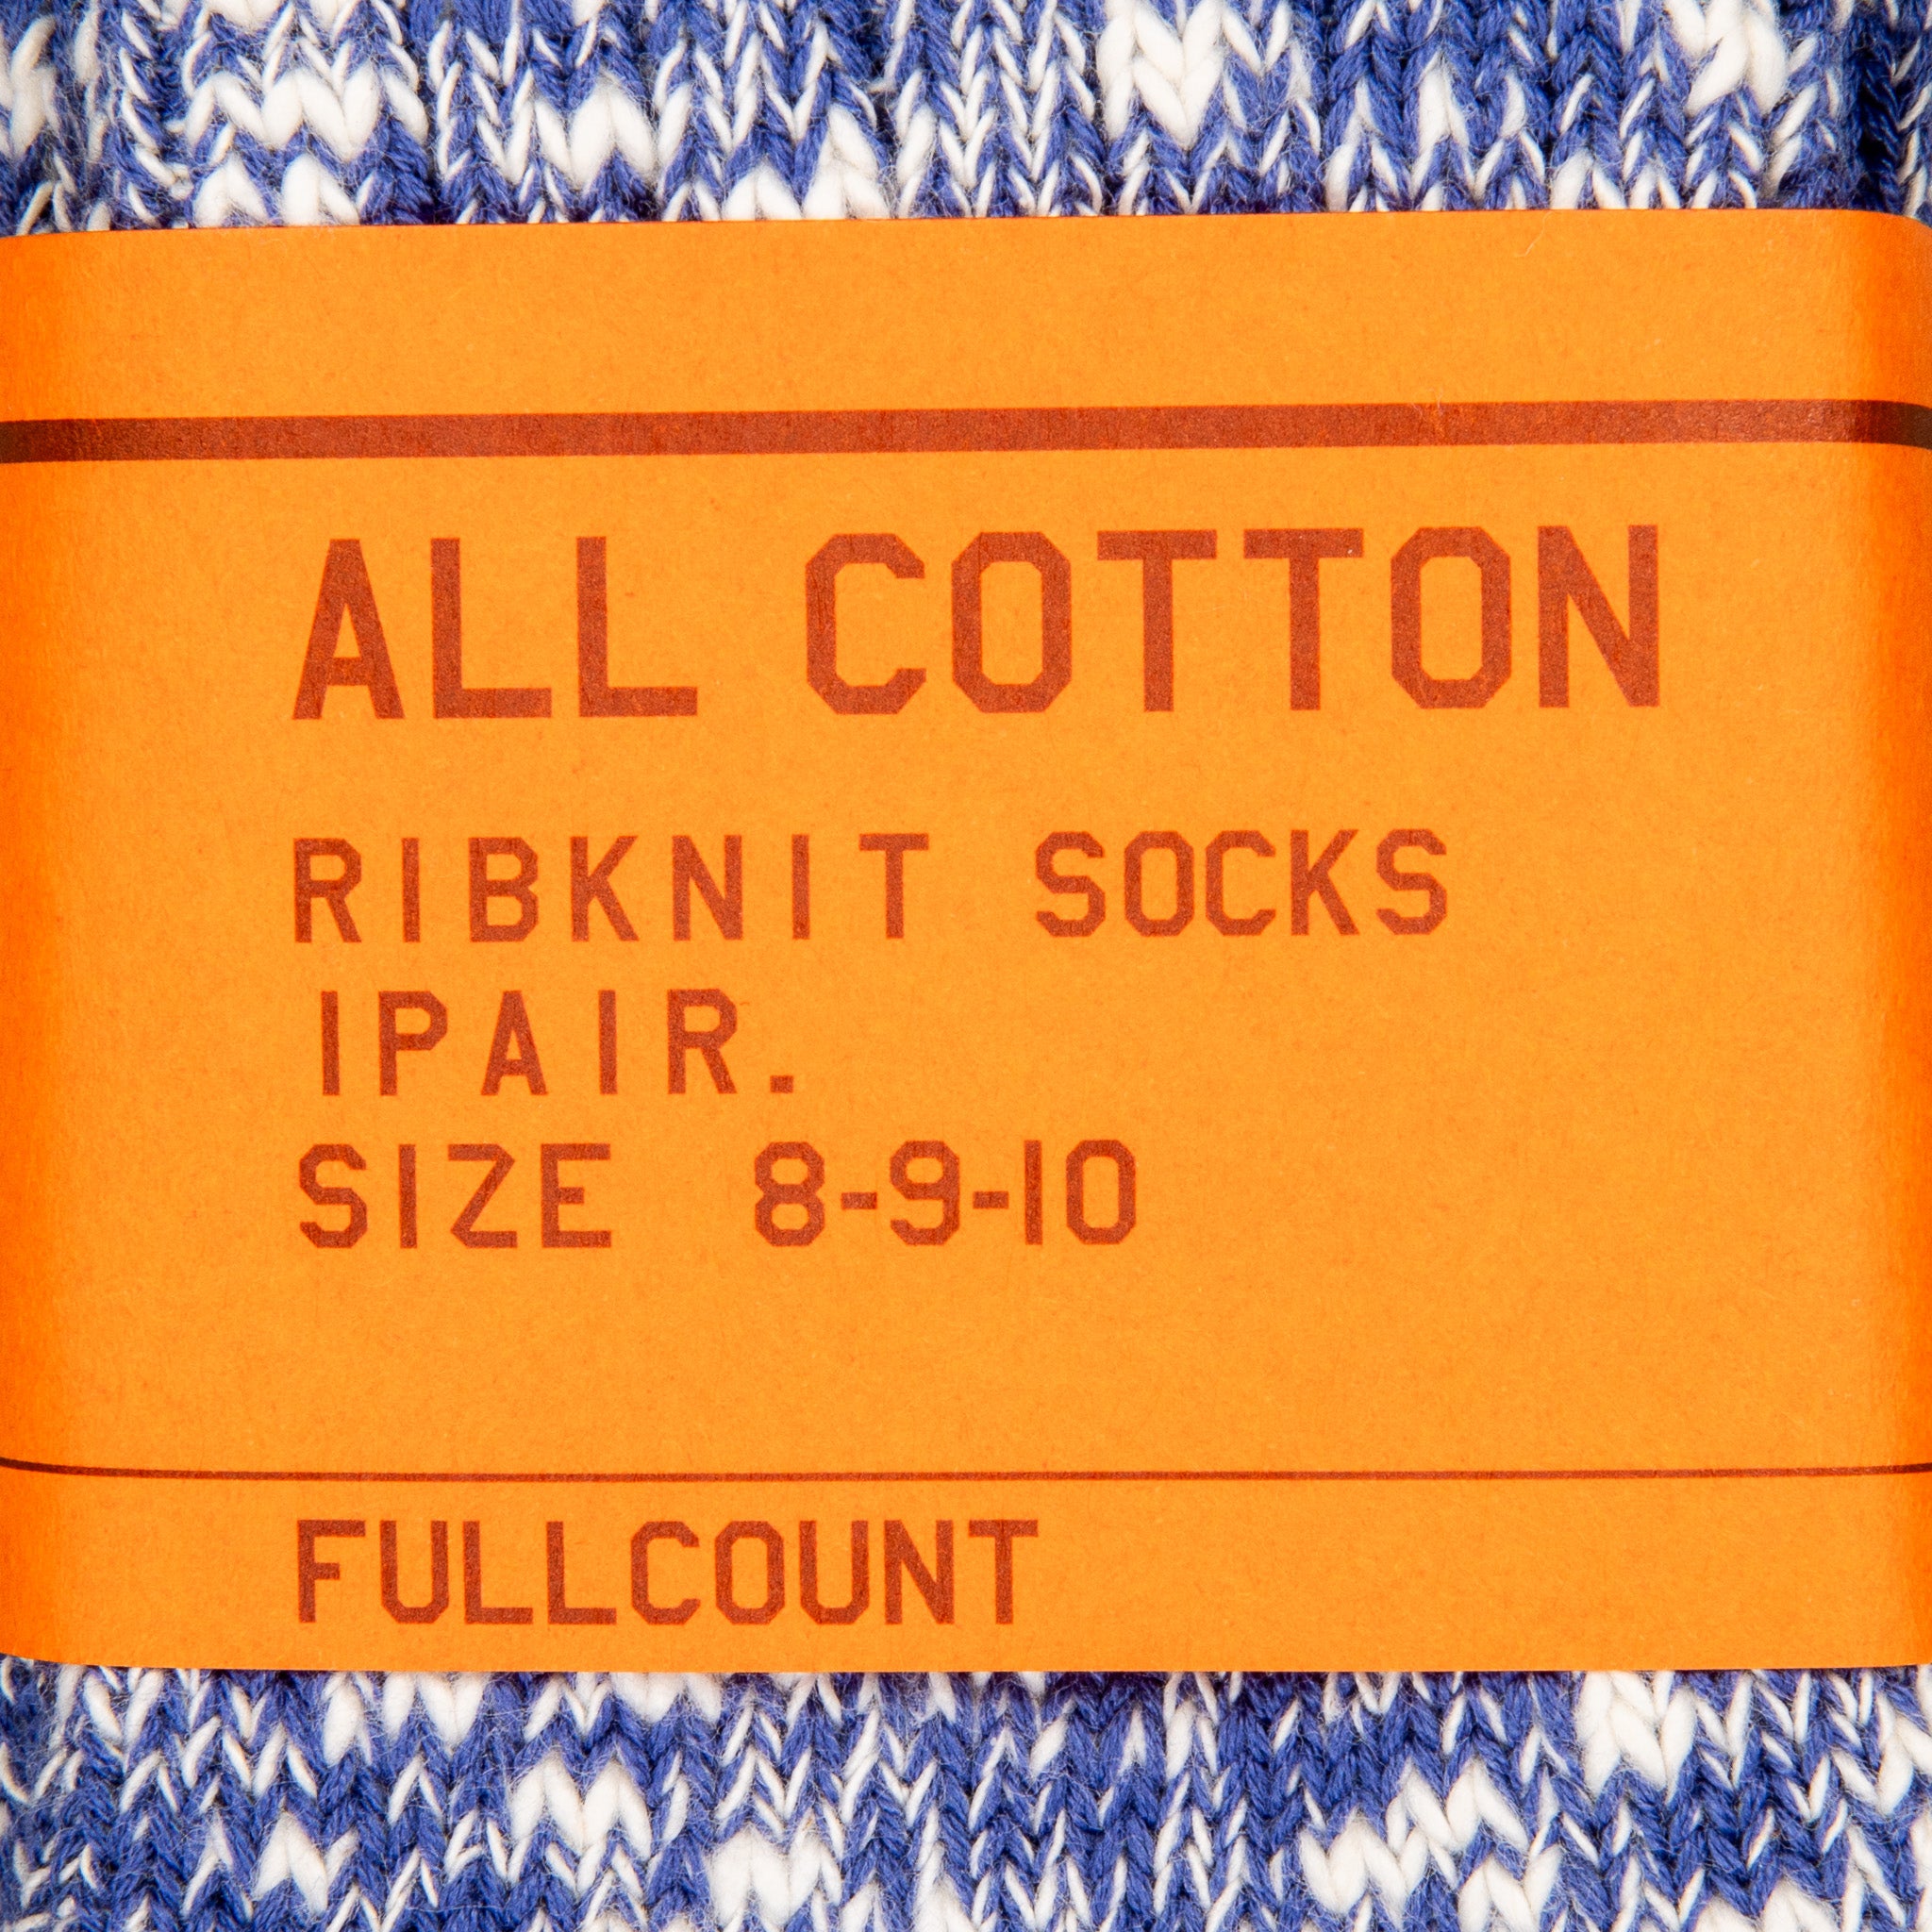 ALL COTTON
RIBKNIT SOCKS
1PAIR.
SIZE 8-9-10
FULLCOUNT